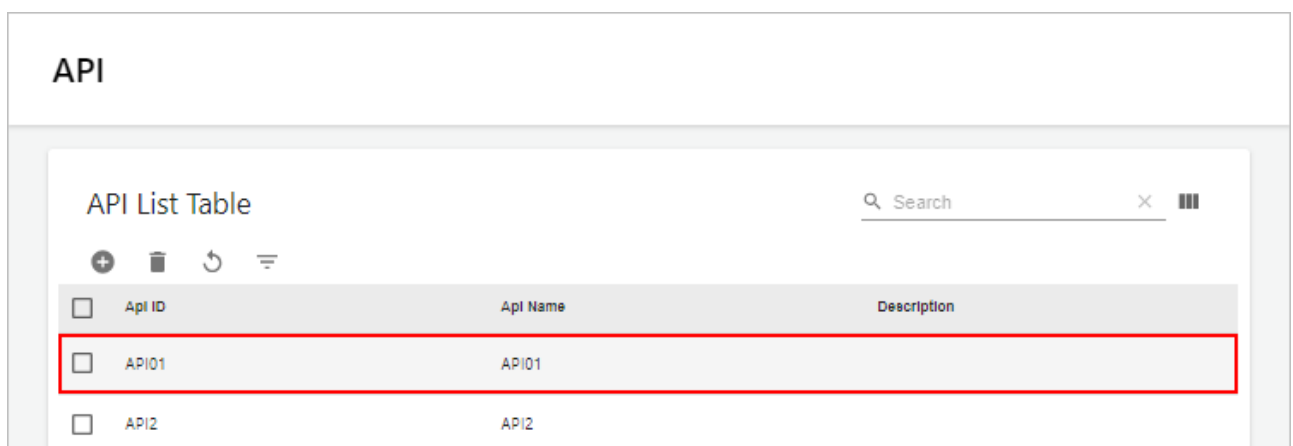 API
API List Table
Search
Api ID Api Name Description
API01 API01
API2 API2